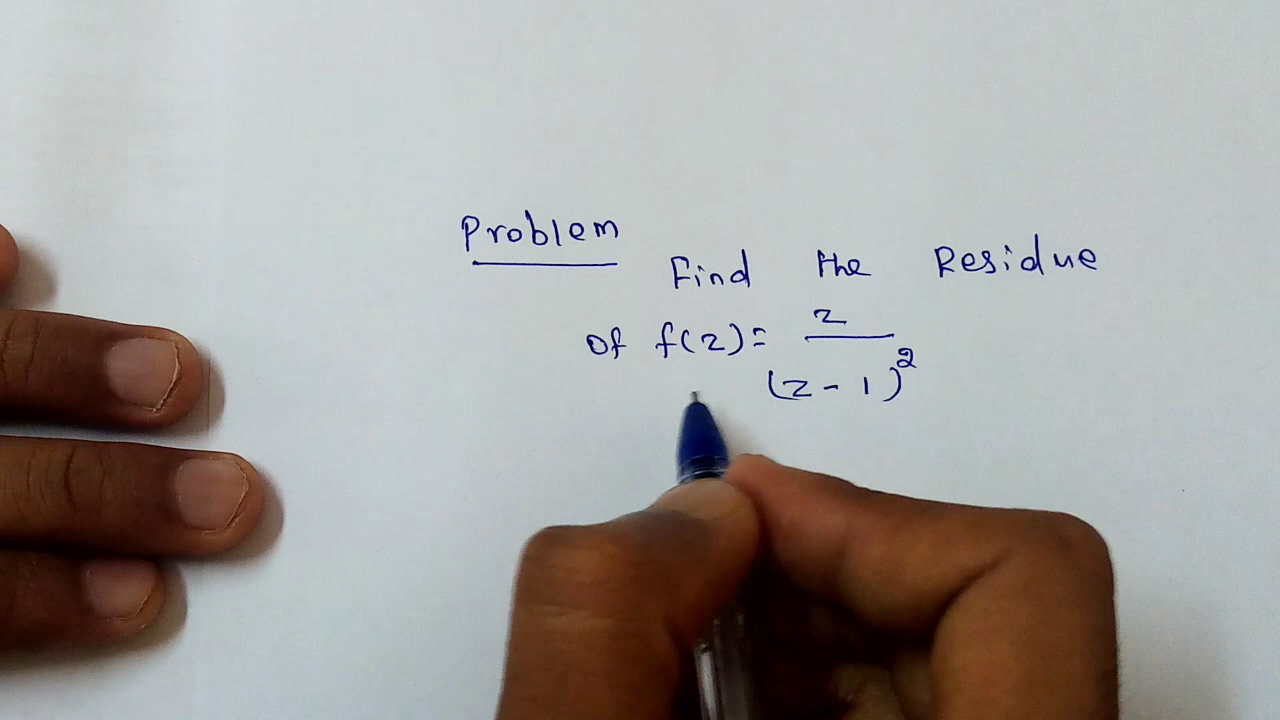 Problem
Find the Residue
of f(z) = z / (z - 1)²